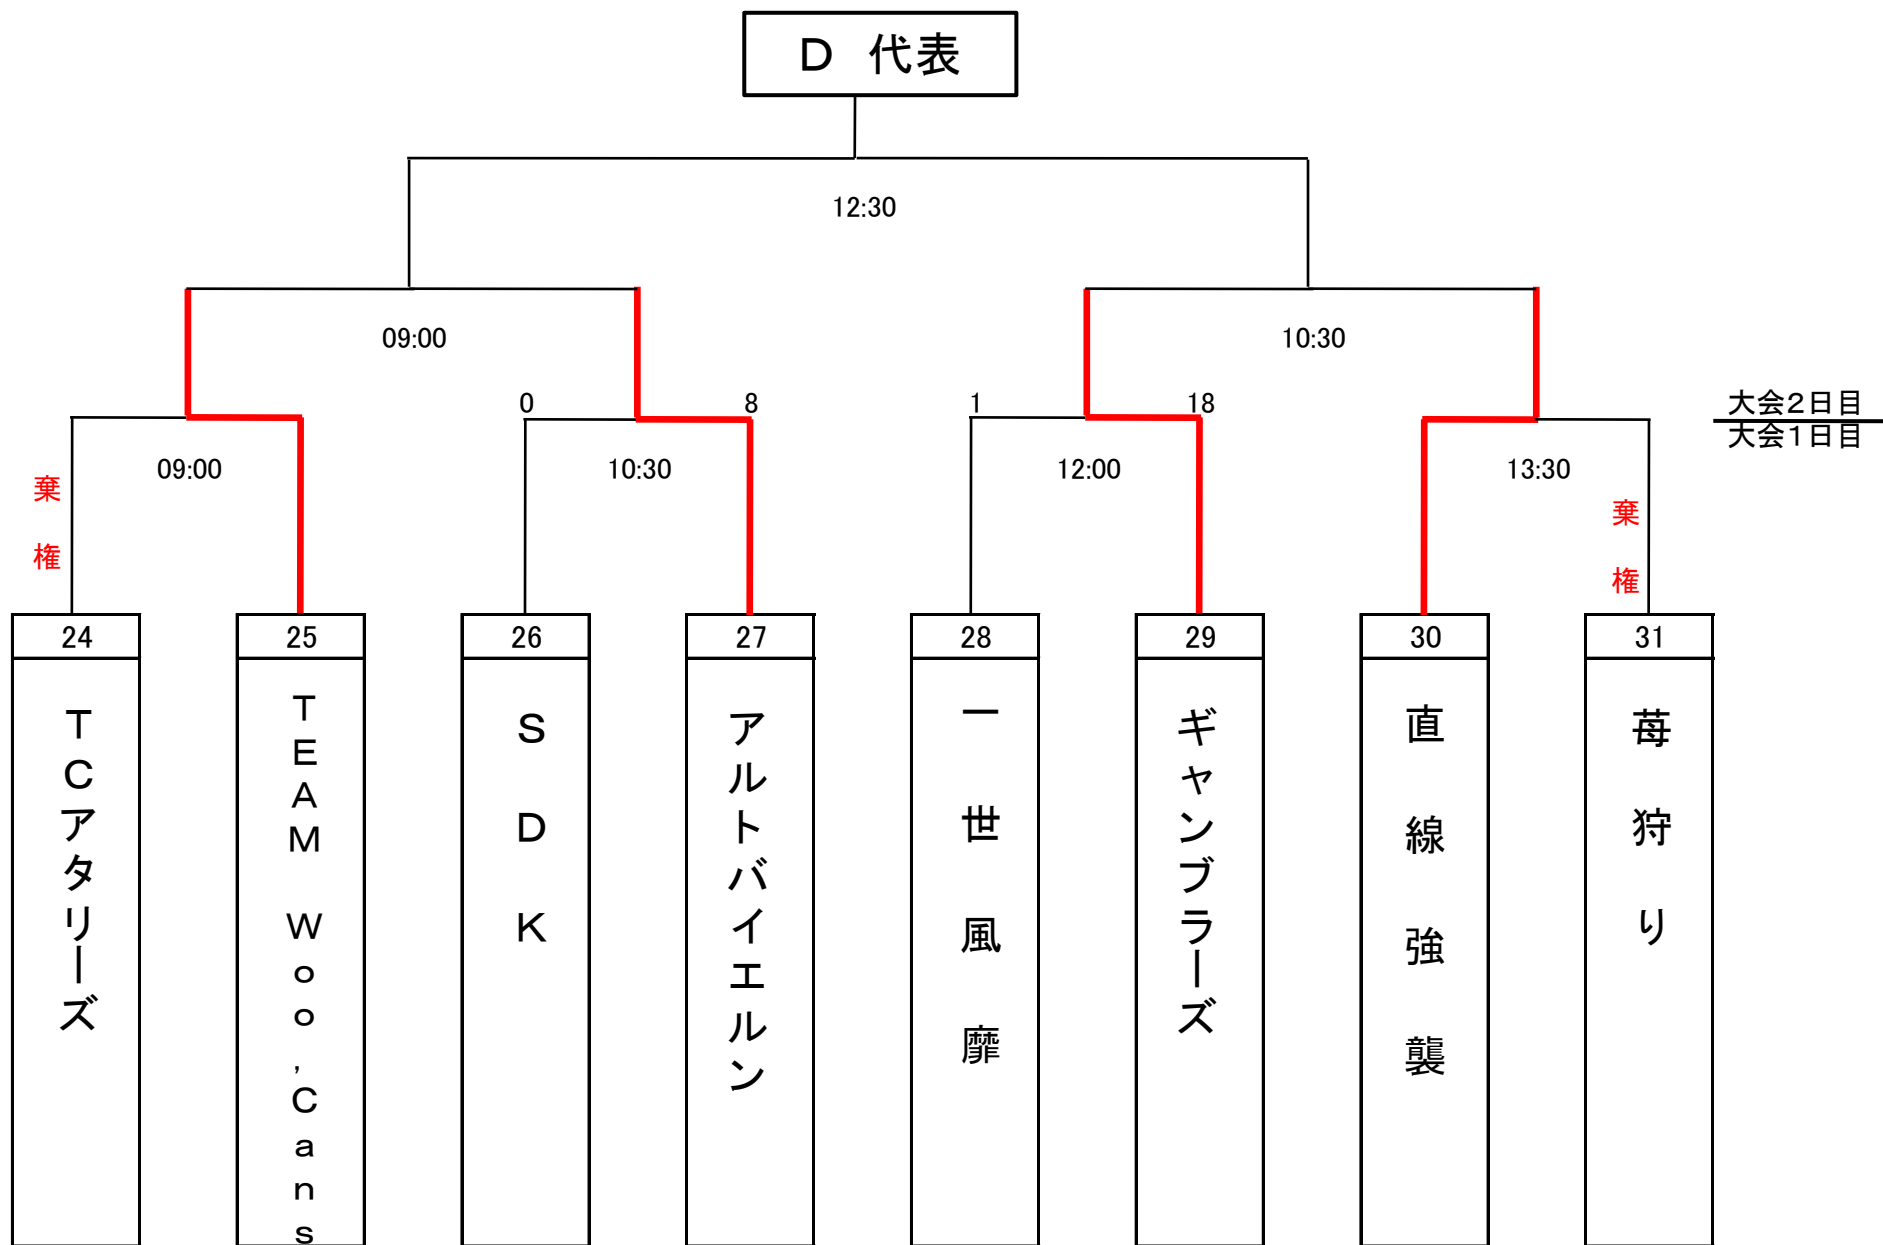 D 代表
12:30
09:00
10:30
0
8
1
18
大会2日目
大会1日目
09:00
10:30
12:00
13:30
棄権
棄権
24
25
26
27
28
29
30
31
TCアタリーズ
TEAM Woo,Cans
SDK
アルトバイエルン
一世風靡
ギャンブラーズ
直線強襲
苺狩り